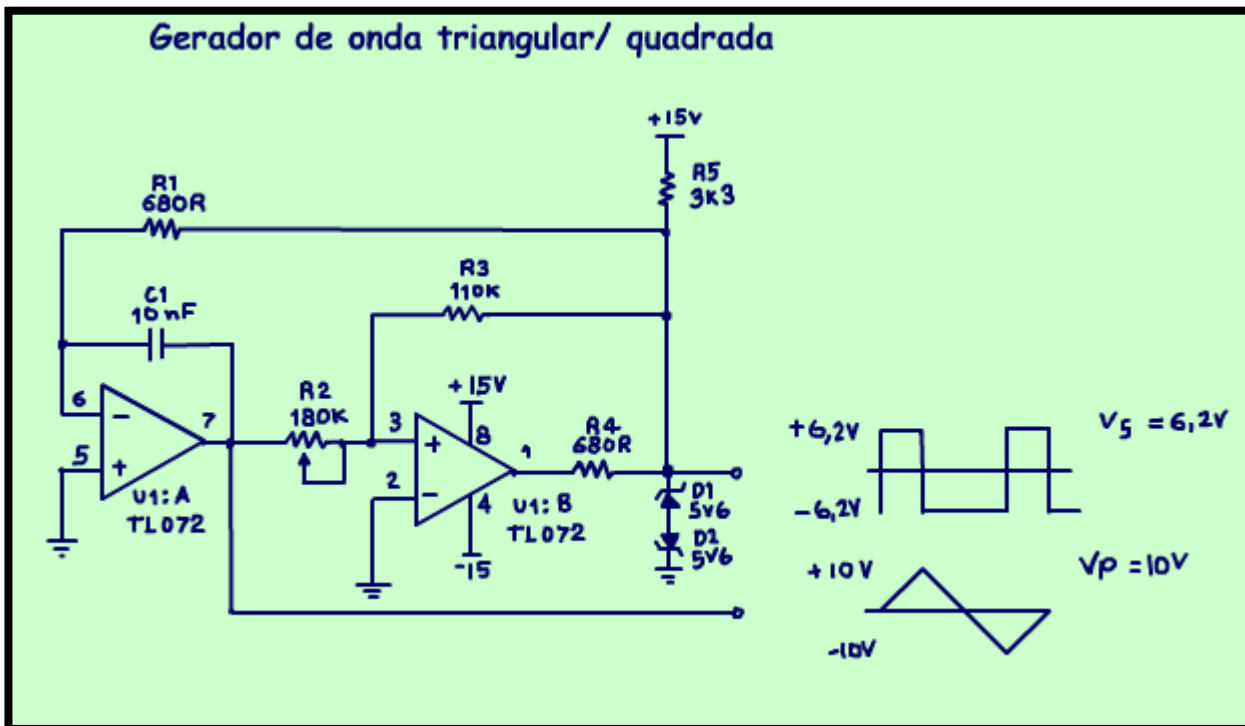 Gerador de onda triangular/ quadrada
+15V
R5
3K3
R1
680R
R3
110K
C1
10nF
R2
180K
+15V
R4
680R
6
7
3
8
1
5
2
4
-
+
+
-
U1:A
TL072
U1:B
TL072
-15
D1
5V6
D2
5V6
+6,2V
-6,2V
VS = 6,2V
+10V
-10V
VP = 10V